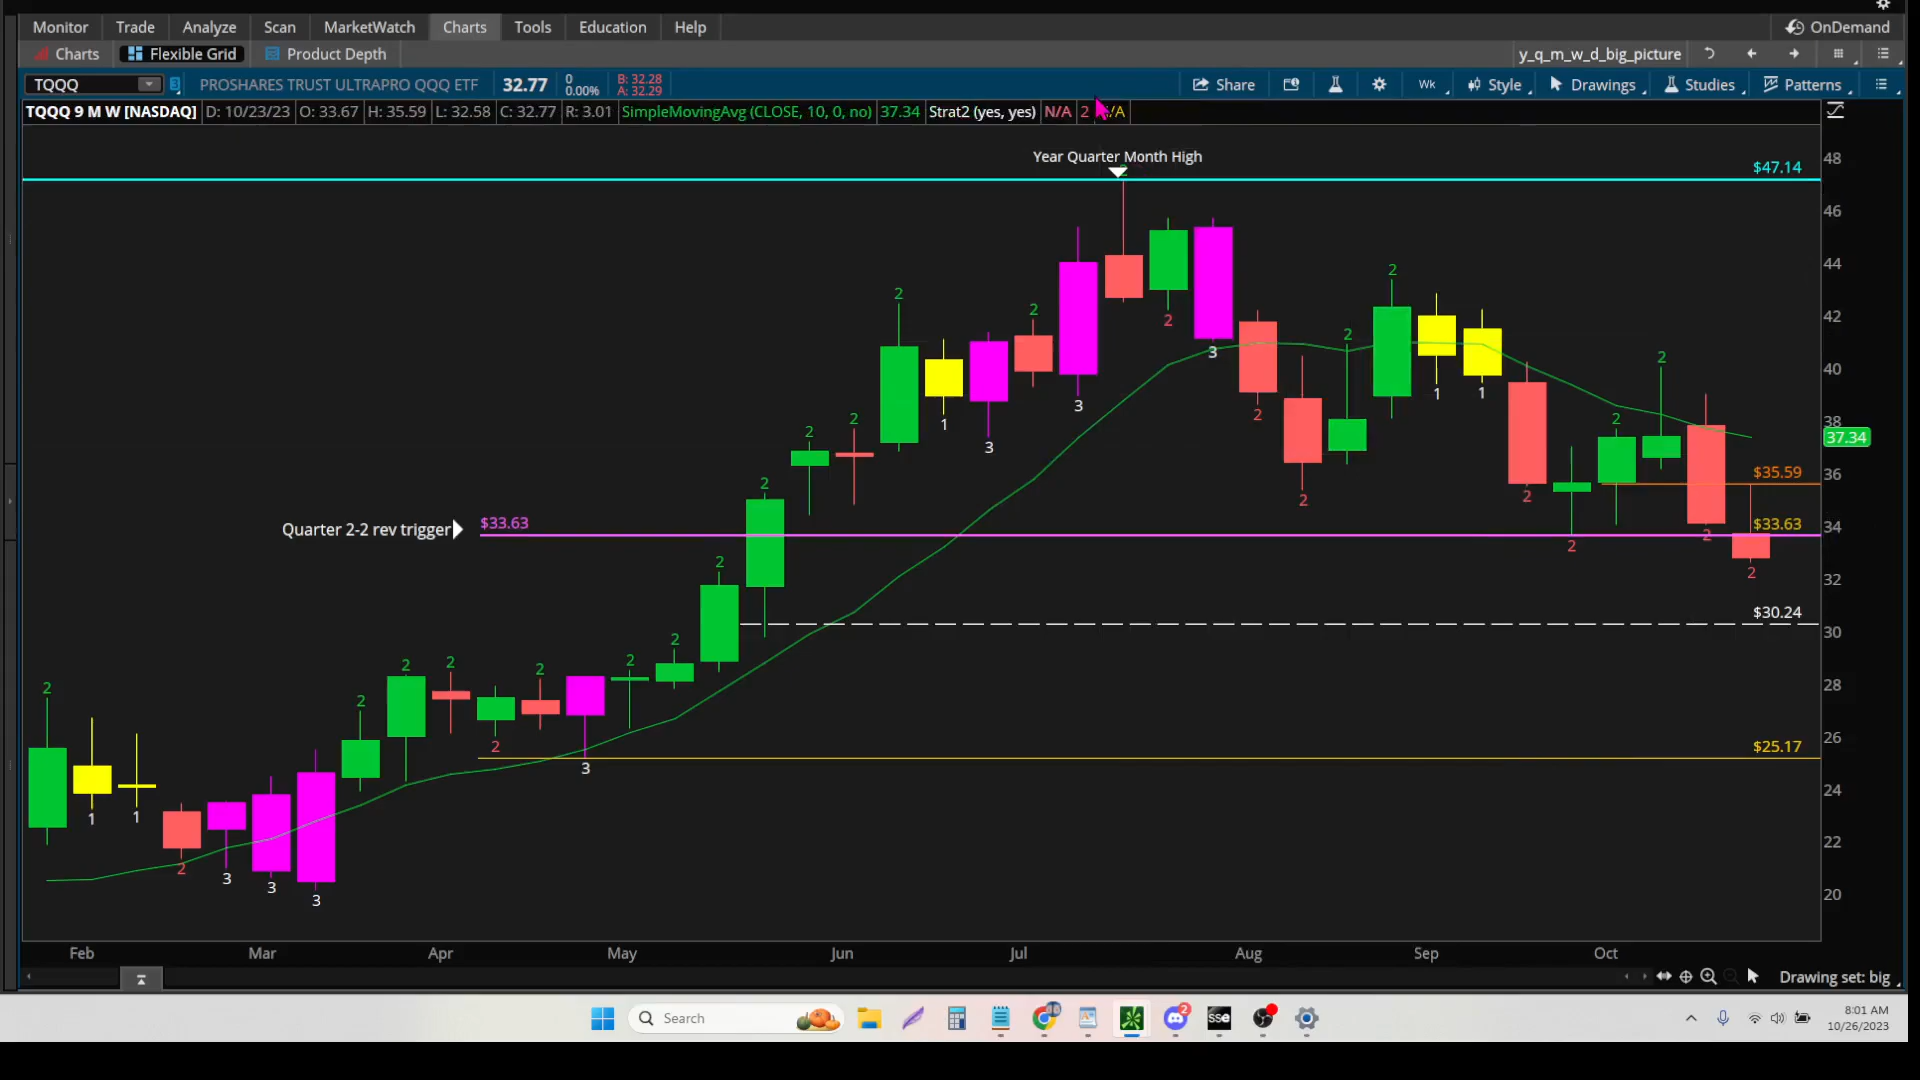 Monitor Trade Analyze Scan MarketWatch Charts Tools Education Help OnDemand
Charts Flexible Grid Product Depth y_q_m_w_d_big_picture
TQQQ 3 PROSHARES TRUST ULTRAPRO QQQ ETF 32.77 0 B: 32.28 Share Wk Style Drawings Studies Patterns
0.00% A: 32.29
TQQQ 9 M W [NASDAQ] D: 10/23/23 O: 33.67 H: 35.59 L: 32.58 C: 32.77 R: 3.01 SimpleMovingAvg (CLOSE, 10, 0, no) 37.34 Strat2 (yes, yes) N/A 2 /A
Year Quarter Month High
$47.14
48
46
44
42
40
38
37.34
36
34
32
30
28
26
24
22
20
$35.59
Quarter 2-2 rev trigger $33.63
$33.63
$30.24
$25.17
2 1 1 2 3 3 3 2 2 2 2 2 3 2 2 2 2 2 2 2 1 3 2 3 2 3 2 2 2 2 1 1 2 2 2 2 2 2
Feb Mar Apr May Jun Jul Aug Sep Oct
Drawing set: big
Search
2
sse
8:01 AM
10/26/2023